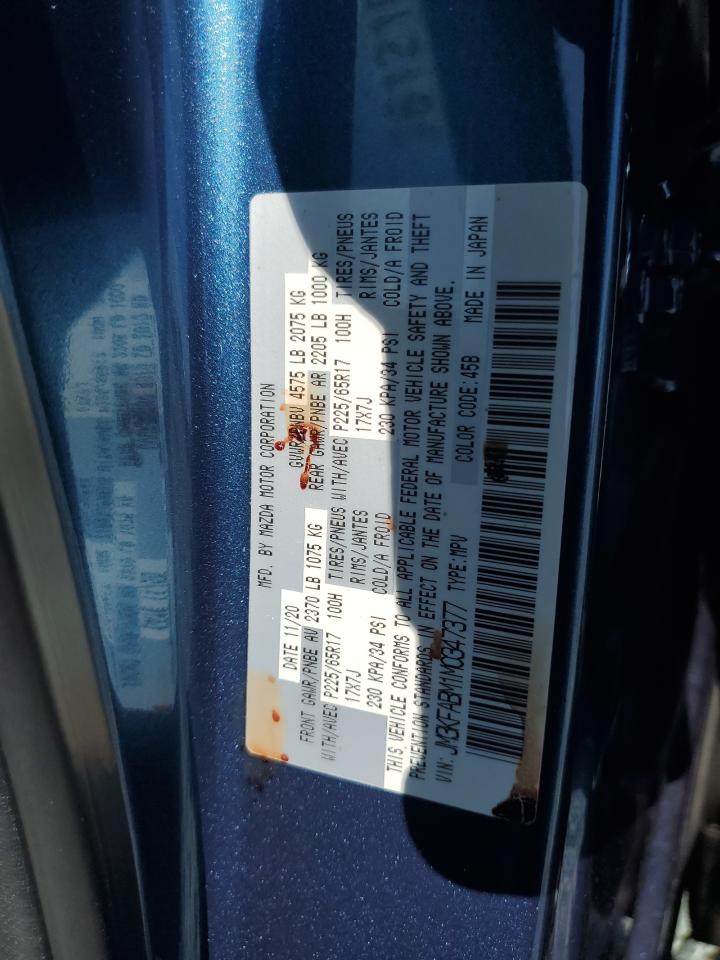 MFD. BY MAZDA MOTOR CORPORATION
DATE 11/20 GVWR/PNBV 4575 LB 2075 KG
FRONT GAWR/PNBE AV 2370 LB 1075 KG REAR GAWR/PNBE AR 2205 LB 1000 KG
WITH/AVEC P225/65R17 100H TIRES/PNEUS WITH/AVEC P225/65R17 100H TIRES/PNEUS
17X7J RIMS/JANTES 17X7J RIMS/JANTES
230 KPA/34 PSI COLD/A FROID 230 KPA/34 PSI COLD/A FROID
THIS VEHICLE CONFORMS TO ALL APPLICABLE FEDERAL MOTOR VEHICLE SAFETY AND THEFT
PREVENTION STANDARDS IN EFFECT ON THE DATE OF MANUFACTURE SHOWN ABOVE.
VIN: JM3KFABM1M0347377 TYPE: MPV COLOR CODE: 45B MADE IN JAPAN